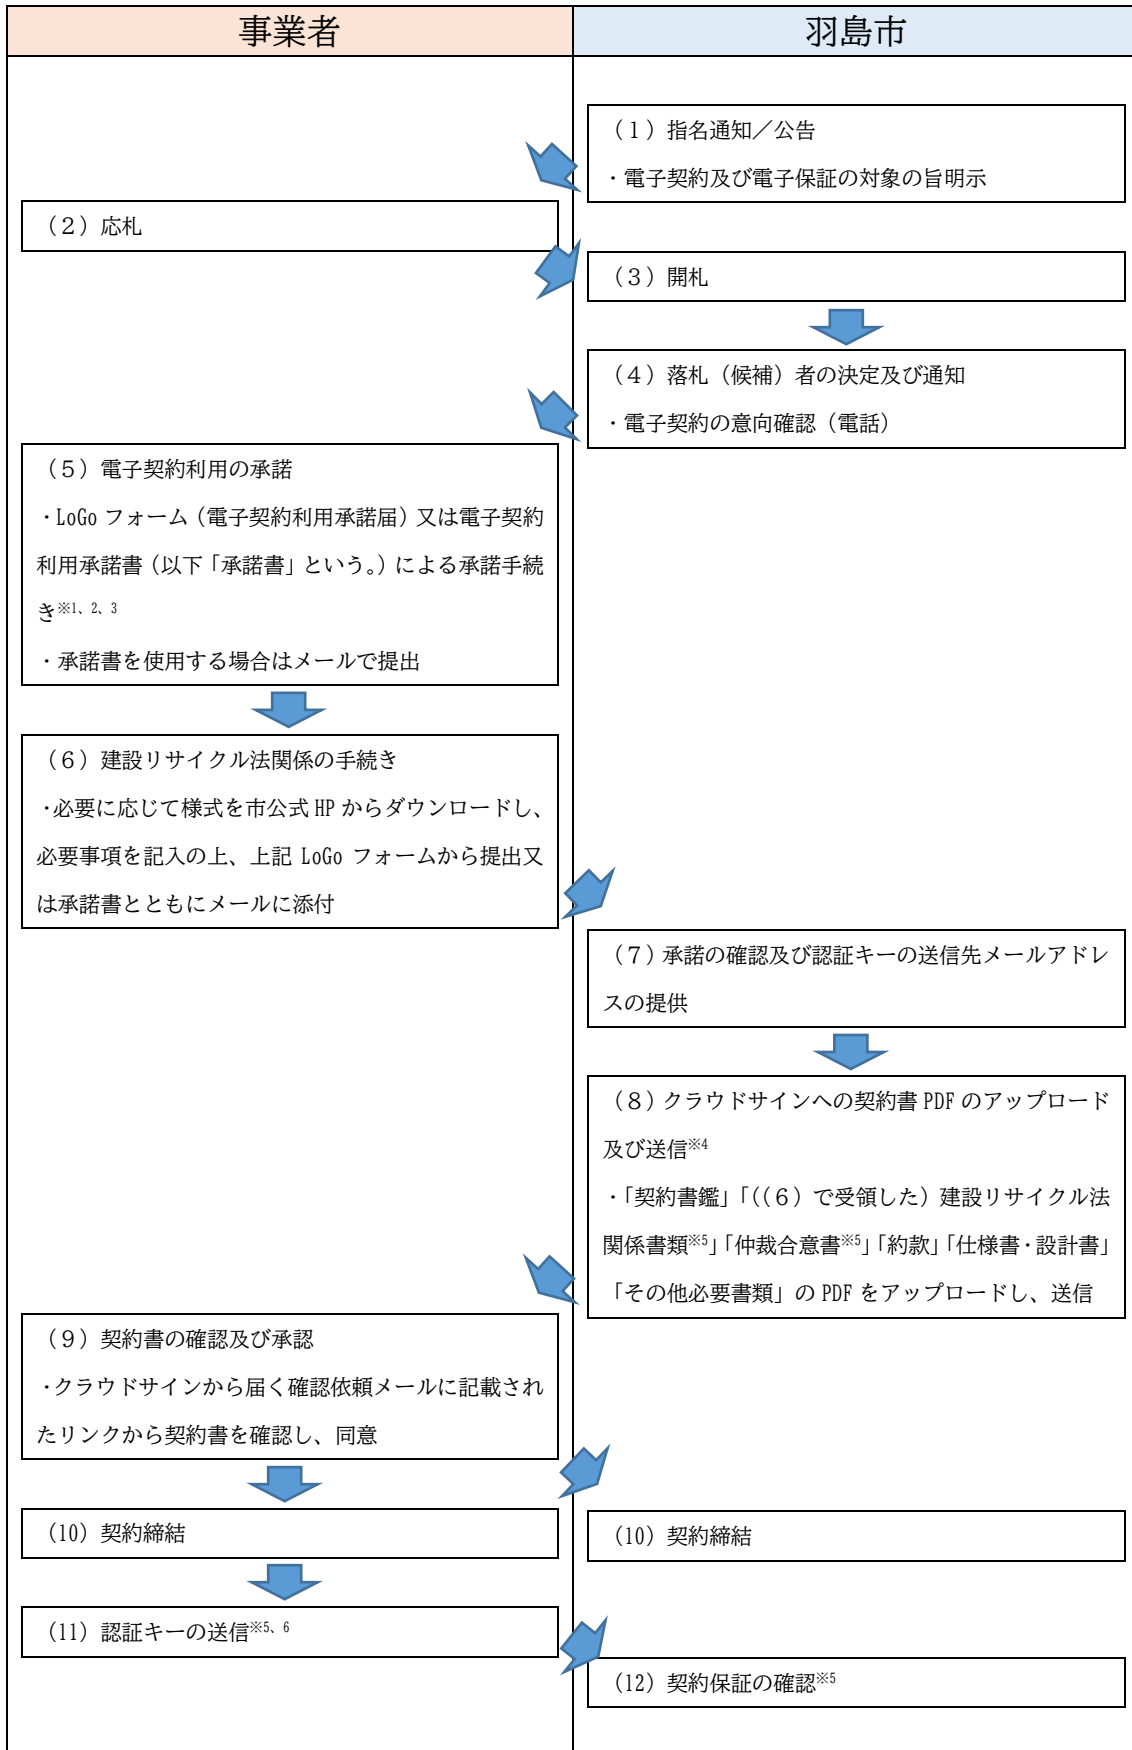 事業者
羽島市
（１）指名通知／公告
・電子契約及び電子保証の対象の旨明示
（２）応札
（３）開札
（４）落札（候補）者の決定及び通知
・電子契約の意向確認（電話）
（５）電子契約利用の承諾
・LoGo フォーム（電子契約利用承諾届）又は電子契約
利用承諾書（以下「承諾書」という。）による承諾手続
き※1、2、3
・承諾書を使用する場合はメールで提出
（６）建設リサイクル法関係の手続き
・必要に応じて様式を市公式 HP からダウンロードし、
必要事項を記入の上、上記 LoGo フォームから提出又
は承諾書とともにメールに添付
（７）承諾の確認及び認証キーの送信先メールアドレ
スの提供
（８）クラウドサインへの契約書 PDF のアップロード
及び送信※4
・「契約書鑑」「（（６）で受領した）建設リサイクル法
関係書類※5」「仲裁合意書※5」「約款」「仕様書・設計書」
「その他必要書類」の PDF をアップロードし、送信
（９）契約書の確認及び承認
・クラウドサインから届く確認依頼メールに記載され
たリンクから契約書を確認し、同意
（10）契約締結
（10）契約締結
（11）認証キーの送信※5、6
（12）契約保証の確認※5